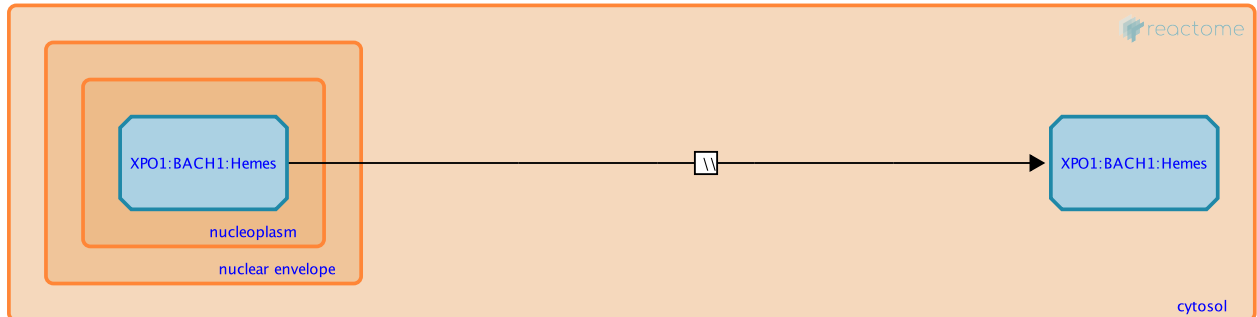 reactome
XPO1:BACH1:Hemes
\\
XPO1:BACH1:Hemes
nucleoplasm
nuclear envelope
cytosol